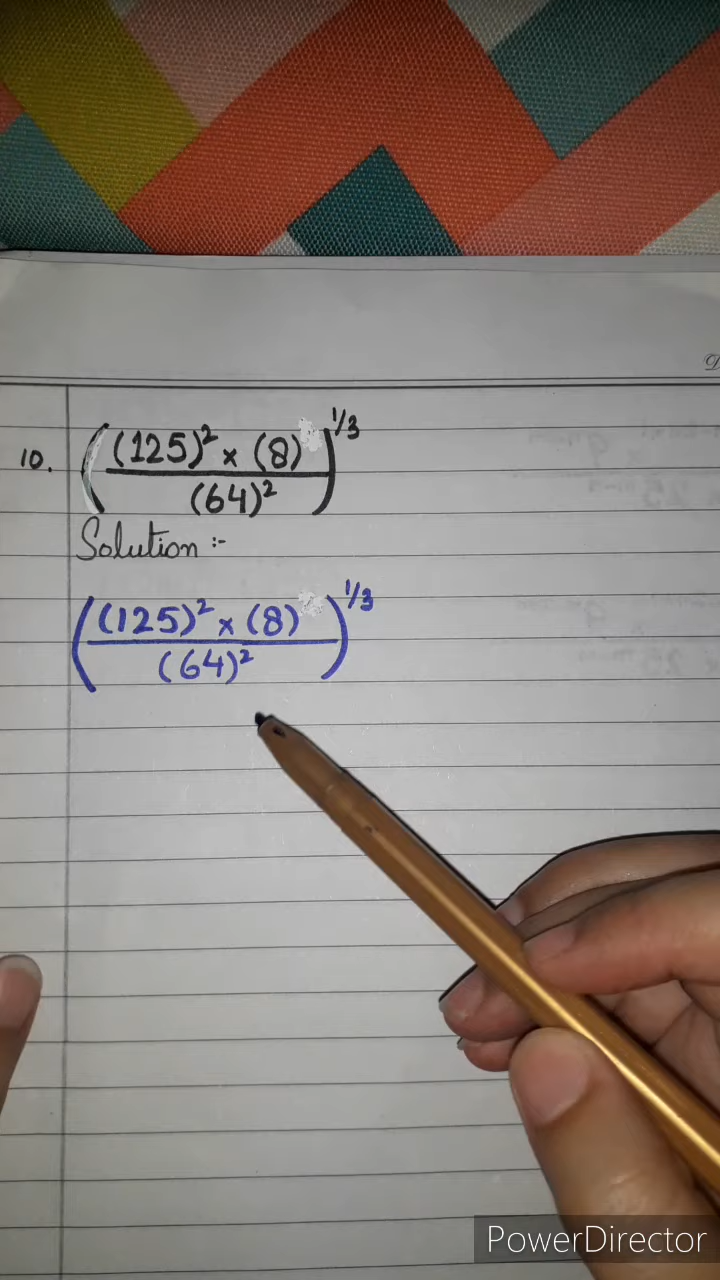 10. ((125)² × (8) / (64)²)^1/3
Solution :-
((125)² × (8) / (64)²)^1/3
PowerDirector